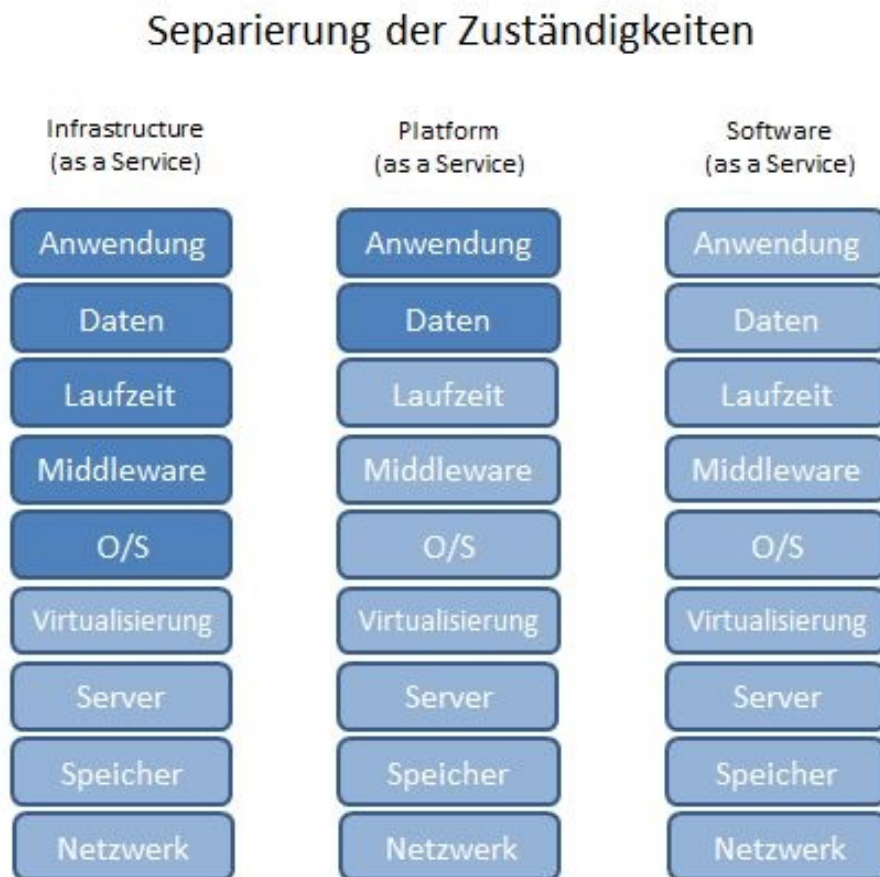 Separierung der Zuständigkeiten
Infrastructure
(as a Service)
Anwendung
Daten
Laufzeit
Middleware
O/S
Virtualisierung
Server
Speicher
Netzwerk
Platform
(as a Service)
Anwendung
Daten
Laufzeit
Middleware
O/S
Virtualisierung
Server
Speicher
Netzwerk
Software
(as a Service)
Anwendung
Daten
Laufzeit
Middleware
O/S
Virtualisierung
Server
Speicher
Netzwerk